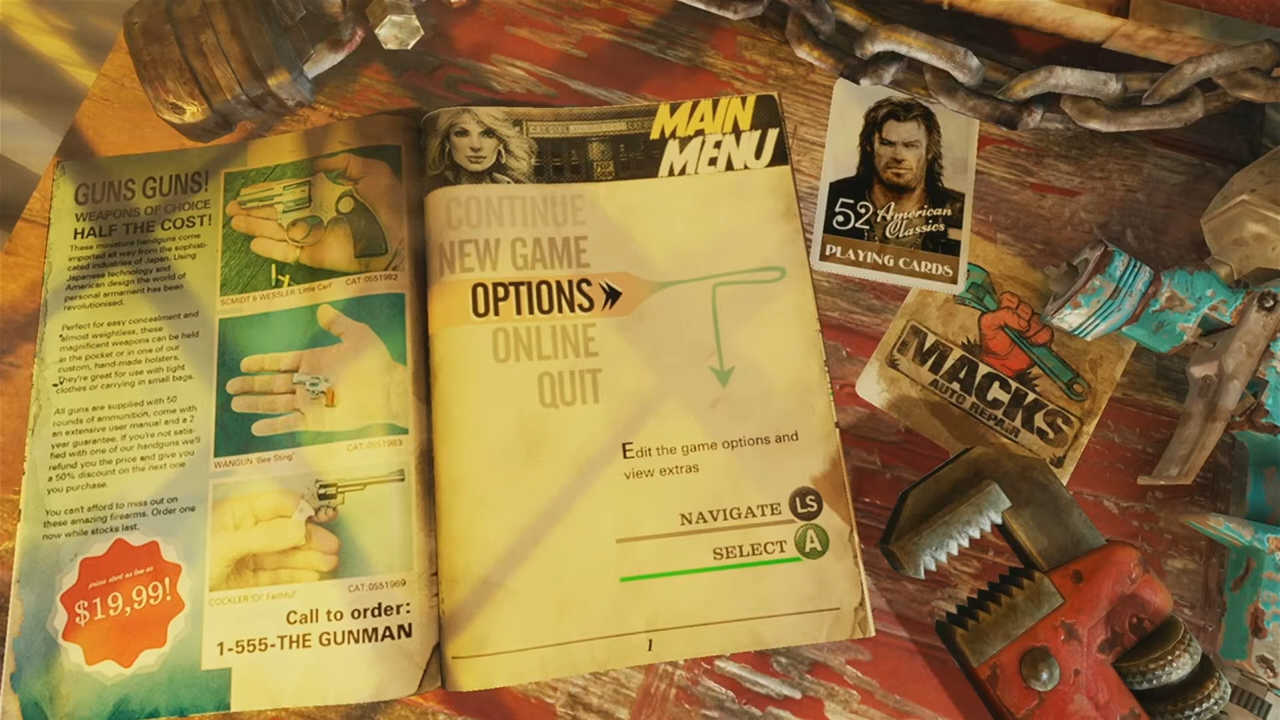 GUNS GUNS!
WEAPONS OF CHOICE
HALF THE COST!
These miniature handguns come
imported all way from the sophisti-
cated industries of Japan. Using
Japanese technology and
American design the world of
personal armement has been
revolutionised.
Perfect for easy concealment and
almost weightless, these
magnificent weapons can be held
in the pocket or in one of our
custom, hand-made holsters.
They're great for use with tight
clothes or carrying in small bags.
All guns are supplied with 50
rounds of ammunition, come with
an extensive user manual and a 2
year guarantee. If you're not satis-
fied with one of our handguns we'll
refund you the price and give you
a 50% discount on the next one
you purchase.
You can't afford to miss out on
these amazing firearms. Order one
now while stocks last.
prices start as low as
$19,99!
SCMIDT & WESSLER 'Little Carl' CAT:0551982
WANGUN 'Bee Sting' CAT:0551983
COCKLER 'Ol' Faithful' CAT:0551969
Call to order:
1-555-THE GUNMAN
MAIN
MENU
CONTINUE
NEW GAME
OPTIONS
ONLINE
QUIT
Edit the game options and
view extras
NAVIGATE LS
SELECT A
1
52 American
Classics
PLAYING CARDS
MACKS
AUTO REPAIR